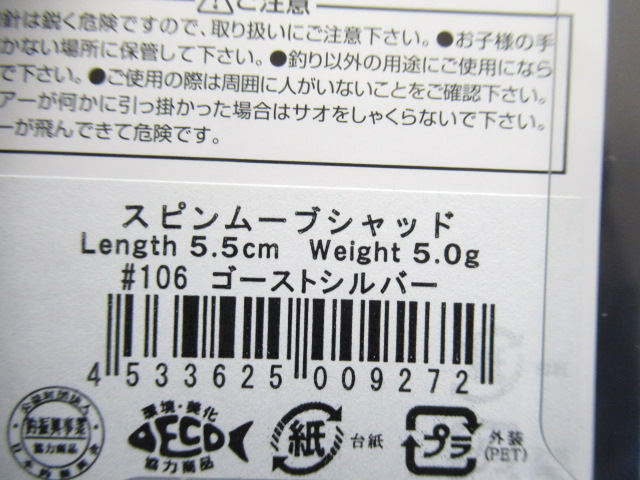 ご注意
針は鋭く危険ですので、取り扱いにご注意下さい。●お子様の手
かない場所に保管して下さい。●釣り以外の用途にご使用になら
で下さい。●ご使用の際は周囲に人がいないことをご確認下さい。
アーが何かに引っ掛かった場合はサオをしゃくらないで下さい。
ーが飛んできて危険です。
スピンムーブシャッド
Length 5.5cm Weight 5.0g
#106 ゴーストシルバー
4 533625 009272
環境・美化
ECO
協力商品
紙
台紙
プラ
外装
(PET)
協力商品